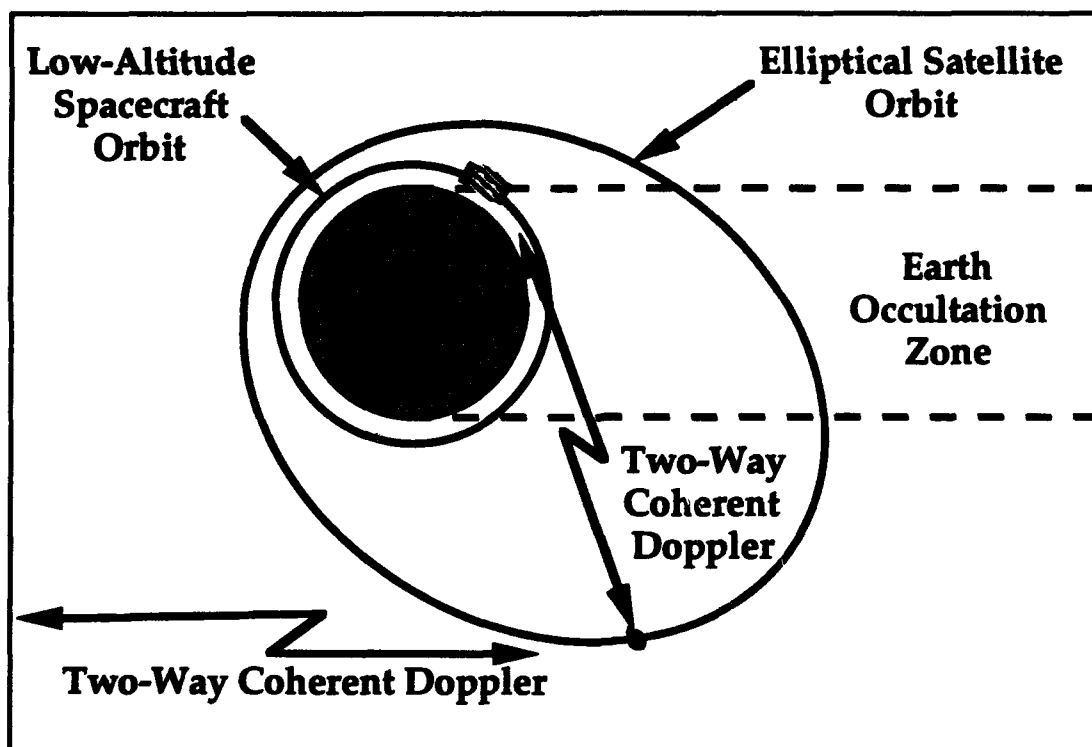 Low-Altitude
Spacecraft
Orbit
Elliptical Satellite
Orbit
Earth
Occultation
Zone
Two-Way
Coherent
Doppler
Two-Way Coherent Doppler